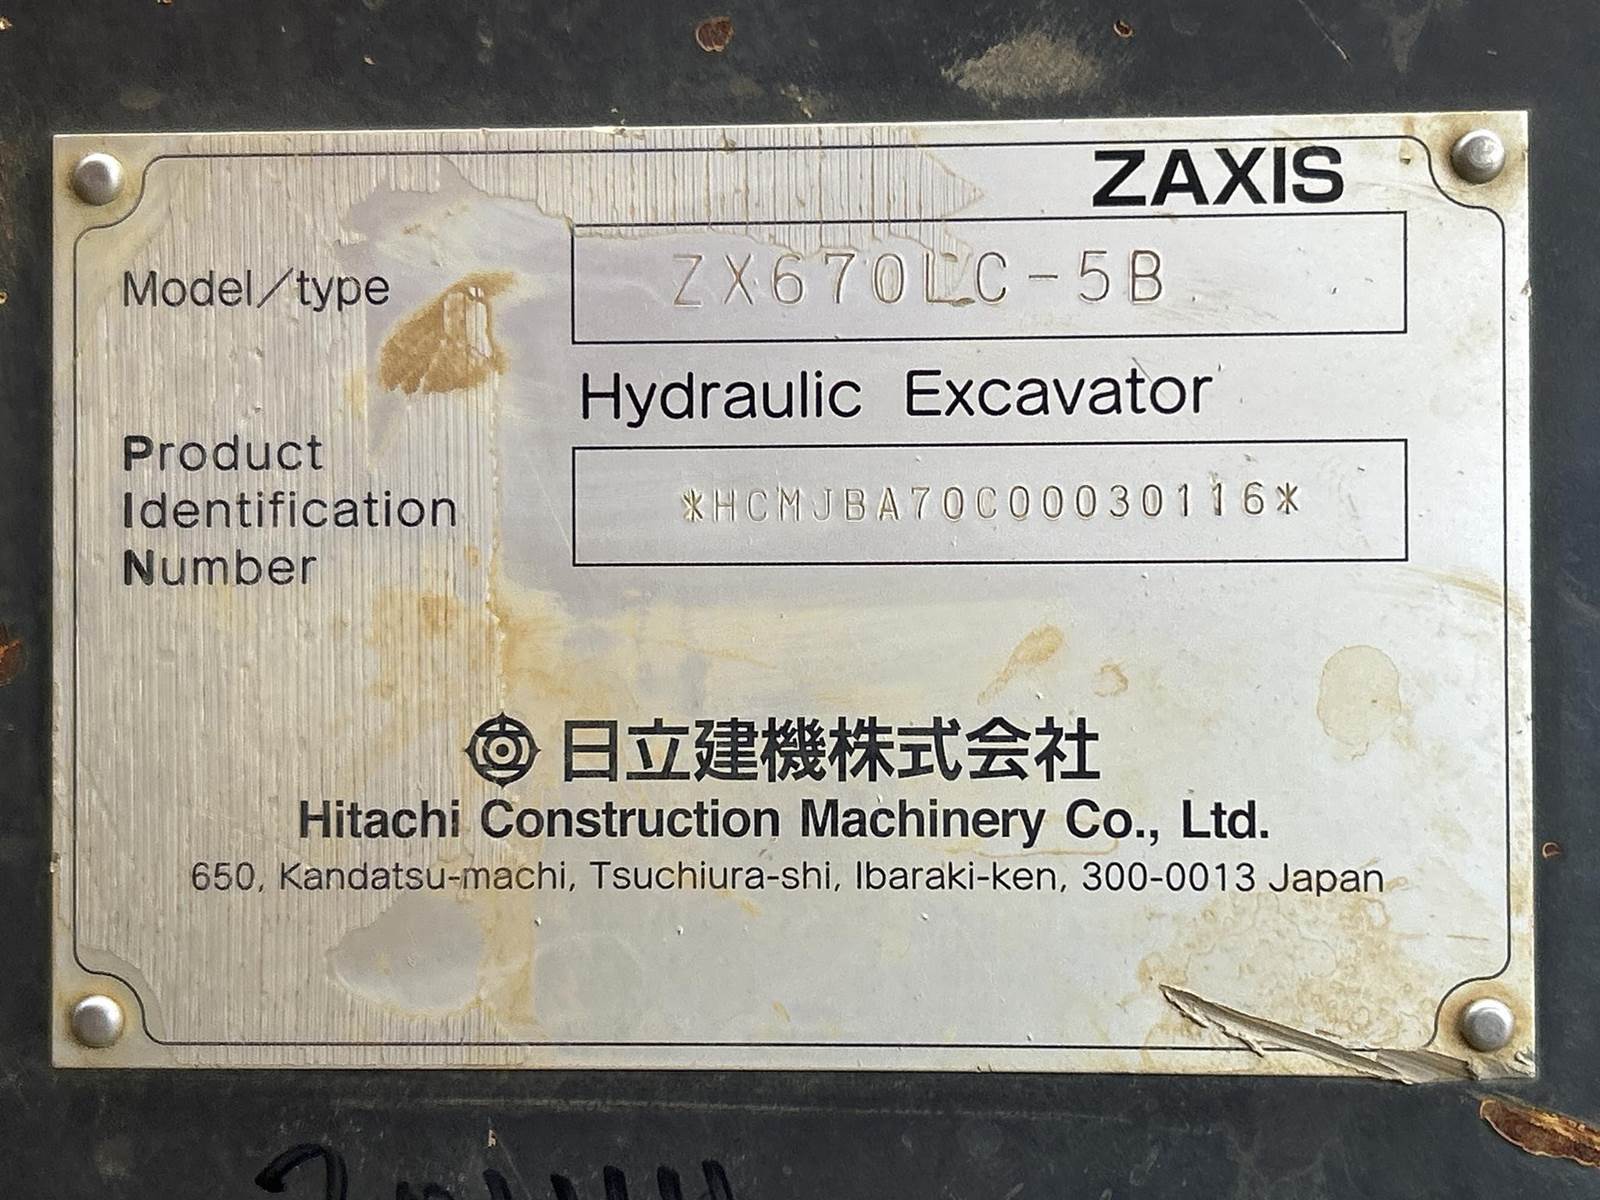 ZAXIS
Model/type
ZX670LC-5B
Hydraulic Excavator
Product
Identification
Number
*HCMJBA70C00030116*
日立建機株式会社
Hitachi Construction Machinery Co., Ltd.
650, Kandatsu-machi, Tsuchiura-shi, Ibaraki-ken, 300-0013 Japan